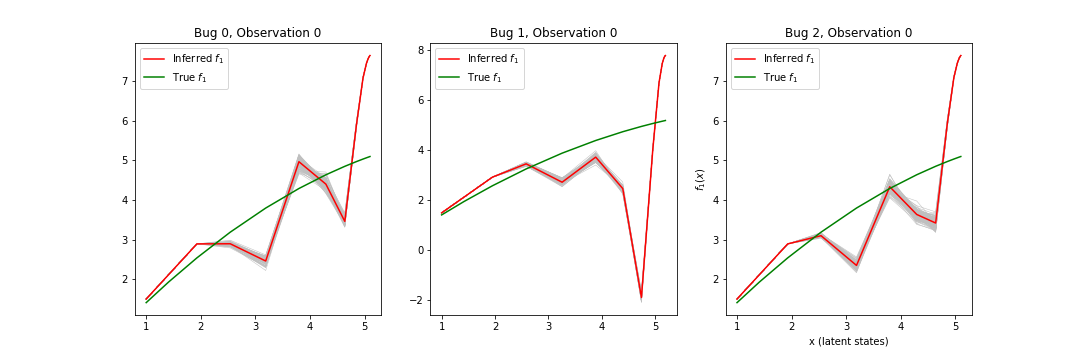 Bug 0, Observation 0
Inferred f₁
True f₁
7
6
5
4
3
2
1 2 3 4 5
Bug 1, Observation 0
Inferred f₁
True f₁
8
6
4
2
0
−2
1 2 3 4 5
Bug 2, Observation 0
Inferred f₁
True f₁
f₁(x)
7
6
5
4
3
2
1 2 3 4 5
x (latent states)